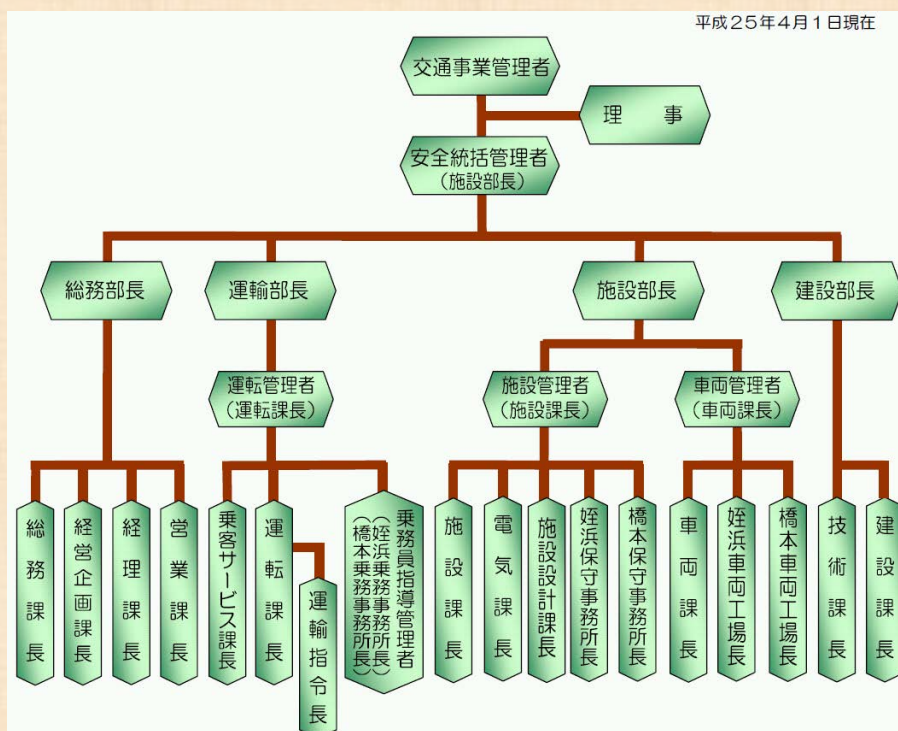 平成25年4月1日現在
交通事業管理者
理　事
安全統括管理者
（施設部長）
総務部長
運輸部長
施設部長
建設部長
運転管理者
（運転課長）
施設管理者
（施設課長）
車両管理者
（車両課長）
総務課長
経営企画課長
経理課長
営業課長
乗客サービス課長
運転課長
運輸指令長
乗務員指導管理者
（姪浜乗務事務所長）
（橋本乗務事務所長）
施設課長
電気課長
施設設計課長
姪浜保守事務所長
橋本保守事務所長
車両課長
姪浜車両工場長
橋本車両工場長
技術課長
建設課長